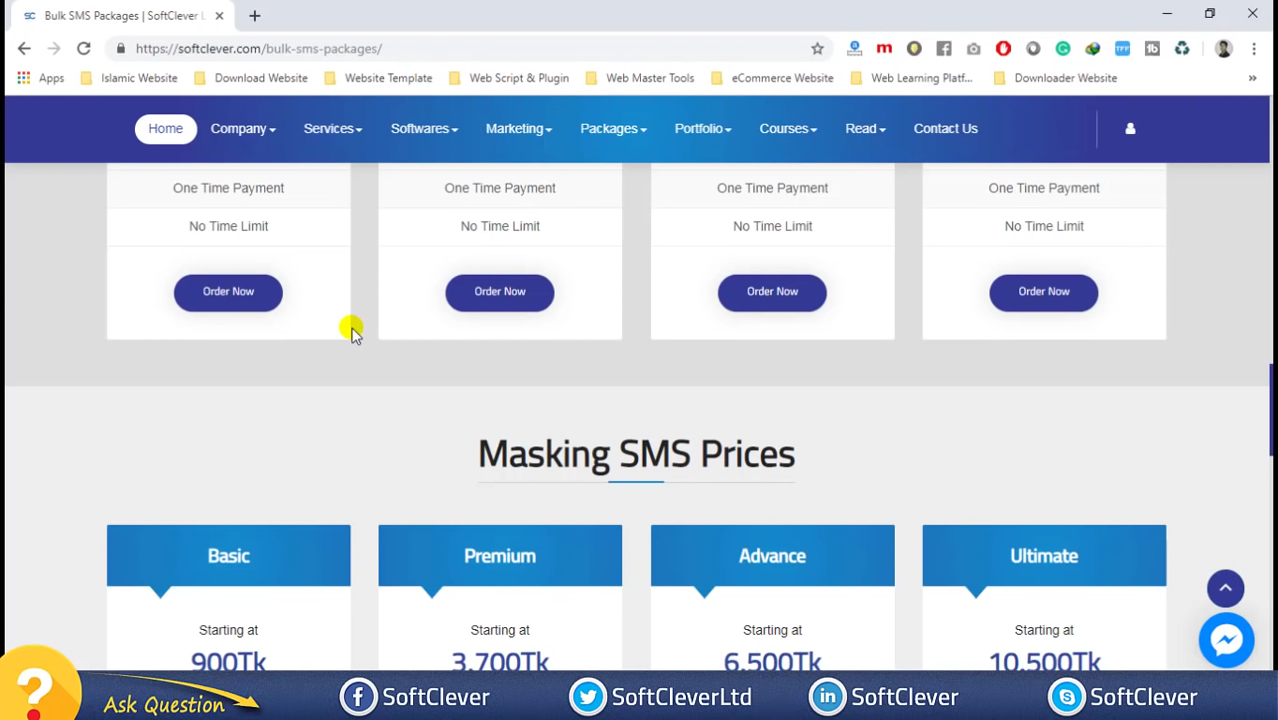 SC Bulk SMS Packages | SoftClever L
https://softclever.com/bulk-sms-packages/
Apps Islamic Website Download Website Website Template Web Script & Plugin Web Master Tools eCommerce Website Web Learning Platf... Downloader Website »
Home Company Services Softwares Marketing Packages Portfolio Courses Read Contact Us
One Time Payment One Time Payment One Time Payment One Time Payment
No Time Limit No Time Limit No Time Limit No Time Limit
Order Now Order Now Order Now Order Now
Masking SMS Prices
Basic Premium Advance Ultimate
Starting at Starting at Starting at Starting at
900Tk 3,700Tk 6,500Tk 10,500Tk
? Ask Question SoftClever SoftCleverLtd SoftClever SoftClever